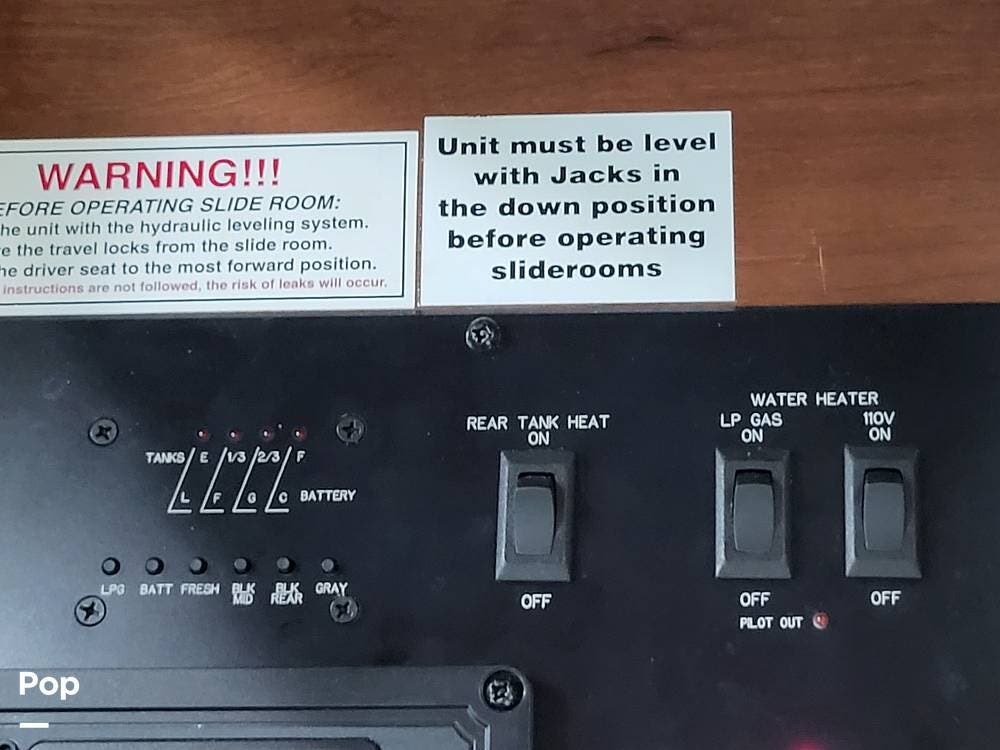 WARNING!!!
EFORE OPERATING SLIDE ROOM:
he unit with the hydraulic leveling system.
e the travel locks from the slide room.
he driver seat to the most forward position.
instructions are not followed, the risk of leaks will occur.
Unit must be level
with Jacks in
the down position
before operating
sliderooms
REAR TANK HEAT
ON
OFF
WATER HEATER
LP GAS
ON
OFF
110V
ON
OFF
PILOT OUT
TANKS E 1/3 2/3 F
L F G C BATTERY
LPG BATT FRESH BLK MID BLK REAR GRAY
Pop